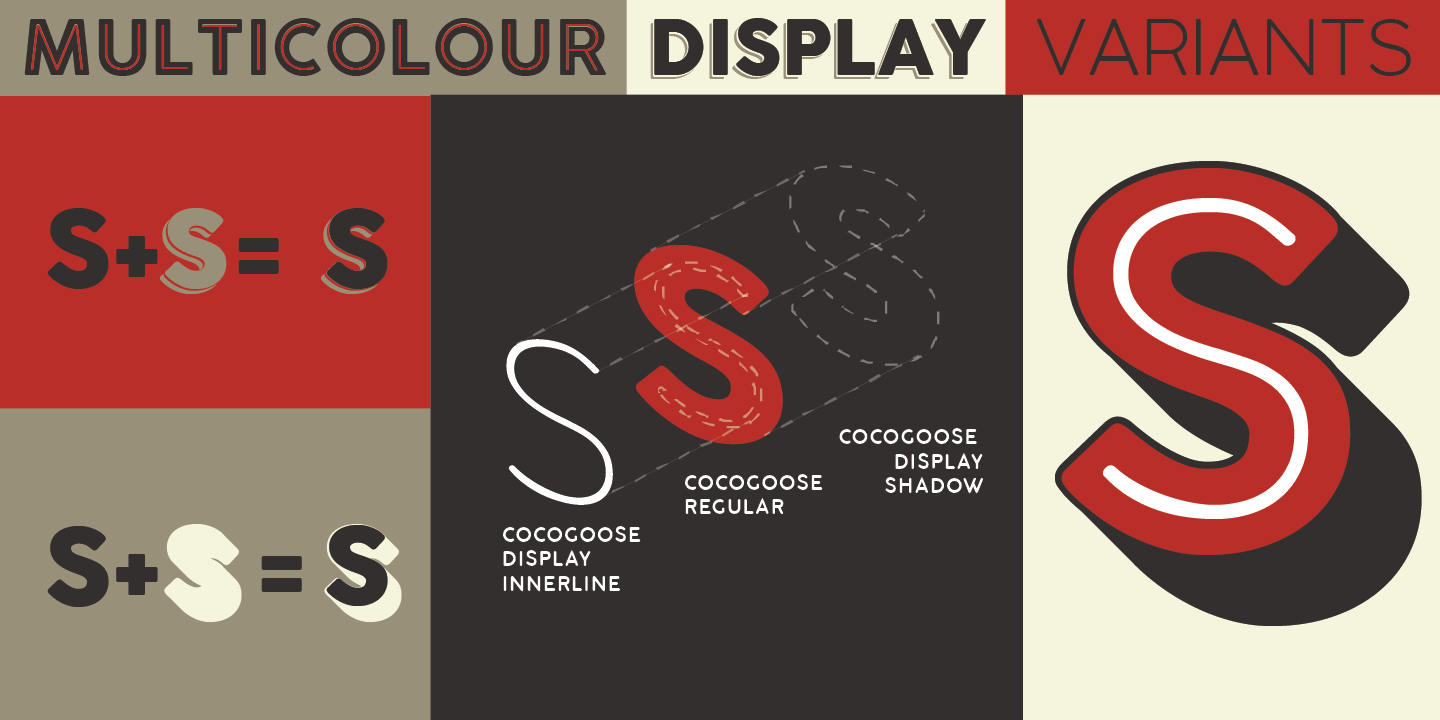 MULTICOLOUR DISPLAY VARIANTS
S+S= S
S+S = S
S S S
COCOGOOSE
DISPLAY
INNERLINE
COCOGOOSE
REGULAR
COCOGOOSE
DISPLAY
SHADOW
S